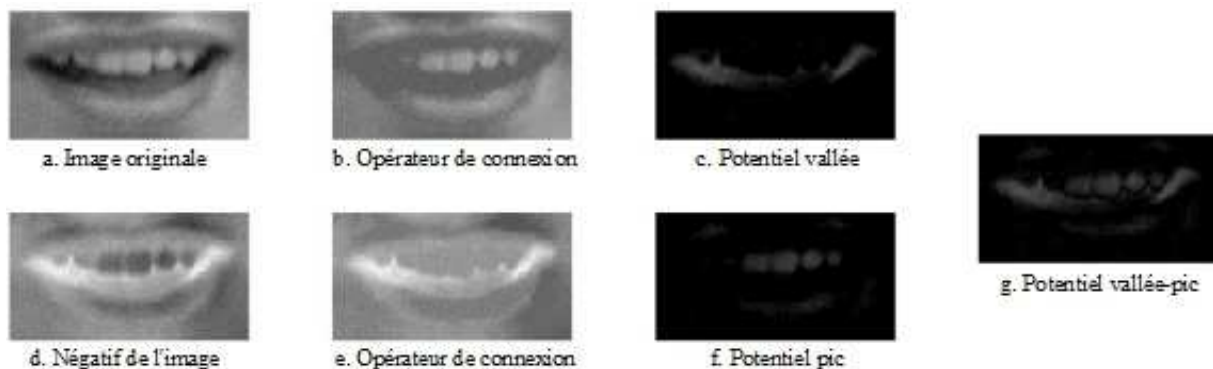 a. Image originale
b. Opérateur de connexion
c. Potentiel vallée
g. Potentiel vallée-pic
d. Négatif de l'image
e. Opérateur de connexion
f. Potentiel pic